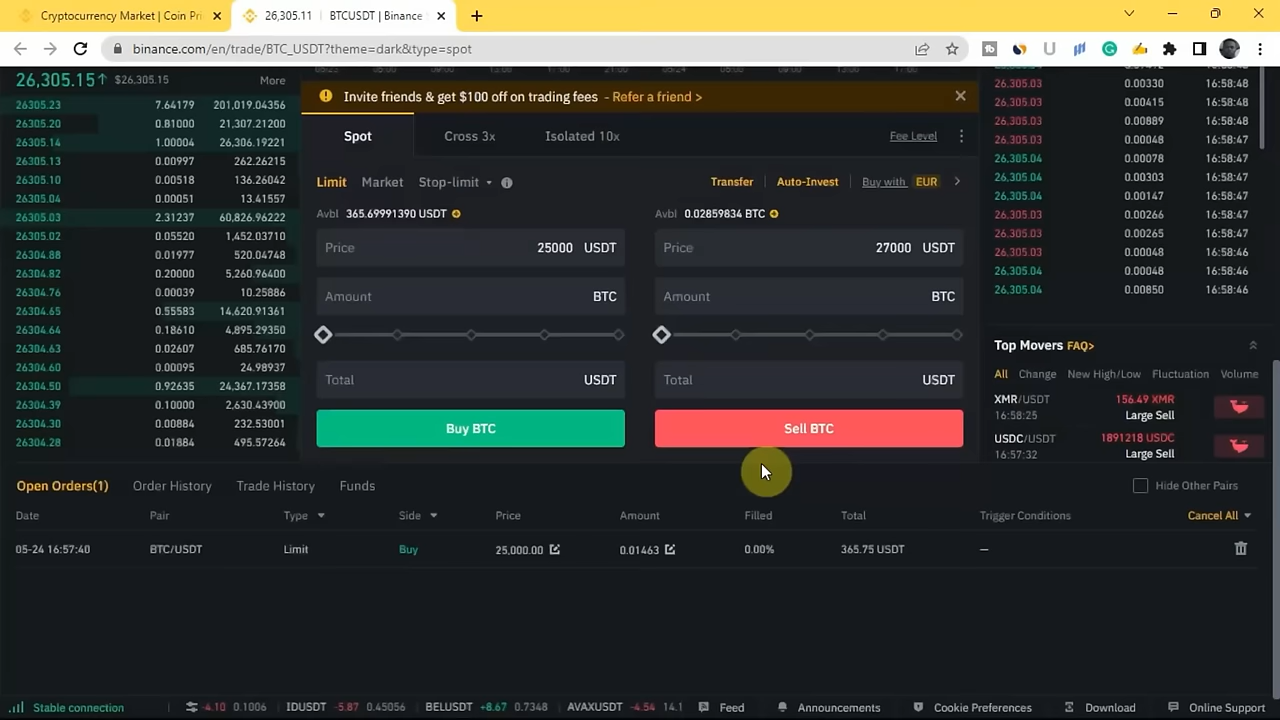 Cryptocurrency Market | Coin Pri
26,305.11 | BTCUSDT | Binance
binance.com/en/trade/BTC_USDT?theme=dark&type=spot
26,305.15↑ $26,305.15 More
26305.23 7.64179 201,019.04356
26305.20 0.81000 21,307.21200
26305.14 1.00004 26,306.19221
26305.13 0.00997 262.26215
26305.10 0.00518 136.26042
26305.04 0.00051 13.41557
26305.03 2.31237 60,826.96222
26305.02 0.05520 1,452.03710
26304.88 0.01977 520.04748
26304.82 0.20000 5,260.96400
26304.76 0.00039 10.25886
26304.65 0.55583 14,620.91361
26304.64 0.18610 4,895.29350
26304.63 0.02607 685.76170
26304.60 0.00095 24.98937
26304.50 0.92635 24,367.17358
26304.39 0.10000 2,630.43900
26304.30 0.00884 232.53001
26304.28 0.01884 495.57264
Invite friends & get $100 off on trading fees - Refer a friend >
Spot Cross 3x Isolated 10x Fee Level
Limit Market Stop-limit Transfer Auto-Invest Buy with EUR
Avbl 365.69991390 USDT
Price 25000 USDT
Amount BTC
Total USDT
Buy BTC
Avbl 0.02859834 BTC
Price 27000 USDT
Amount BTC
Total USDT
Sell BTC
26,305.03 0.00330 16:58:48
26,305.03 0.00415 16:58:48
26,305.03 0.00889 16:58:48
26,305.03 0.00048 16:58:47
26,305.04 0.00078 16:58:47
26,305.04 0.00303 16:58:47
26,305.04 0.00147 16:58:47
26,305.03 0.00266 16:58:47
26,305.03 0.00265 16:58:47
26,305.03 0.00048 16:58:47
26,305.04 0.00048 16:58:46
26,305.04 0.00850 16:58:46
Top Movers FAQ>
All Change New High/Low Fluctuation Volume
XMR/USDT 156.49 XMR
16:58:25 Large Sell
USDC/USDT 1891218 USDC
16:57:32 Large Sell
Open Orders(1) Order History Trade History Funds Hide Other Pairs
Date Pair Type Side Price Amount Filled Total Trigger Conditions Cancel All
05-24 16:57:40 BTC/USDT Limit Buy 25,000.00 0.01463 0.00% 365.75 USDT —
Stable connection -4.10 0.1006 IDUSDT -5.87 0.45056 BELUSDT +8.67 0.7348 AVAXUSDT -4.54 14.1 Feed Announcements Cookie Preferences Download Online Support